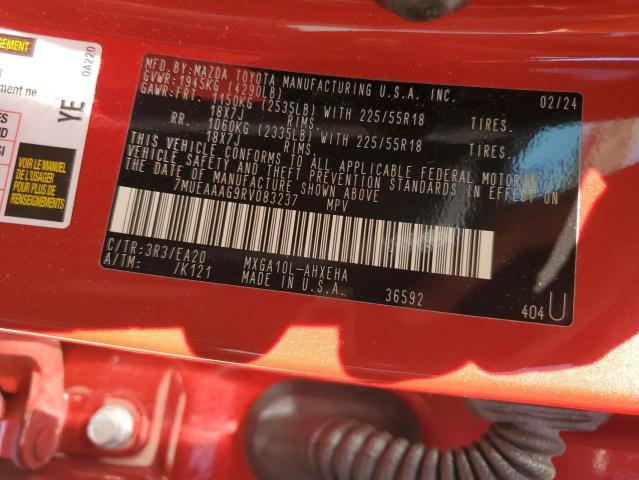 GEMENT
ment ne
0A220
YE
VOIR LE MANUEL
DE L'USAGER
POUR PLUS DE
RENSEIGNEMENTS
MFD.BY:MAZDA TOYOTA MANUFACTURING U.S.A., INC. 02/24
GVWR:1945KG (4290LB)
GAWR:FRT. 1150KG (2535LB) WITH 225/55R18 TIRES.
18X7J RIMS.
RR 1060KG (2335LB) WITH 225/55R18 TIRES.
18X7J RIMS.
THIS VEHICLE CONFORMS TO ALL APPLICABLE FEDERAL MOTOR
VEHICLE SAFETY AND THEFT PREVENTION STANDARDS IN EFFECT ON
THE DATE OF MANUFACTURE SHOWN ABOVE
7MUEAAAG9RV083237 MPV
C/TR:3R3/EA20 MXGA10L-AHXEHA
A/TM: /K121 MADE IN U.S.A.
36592 404 U